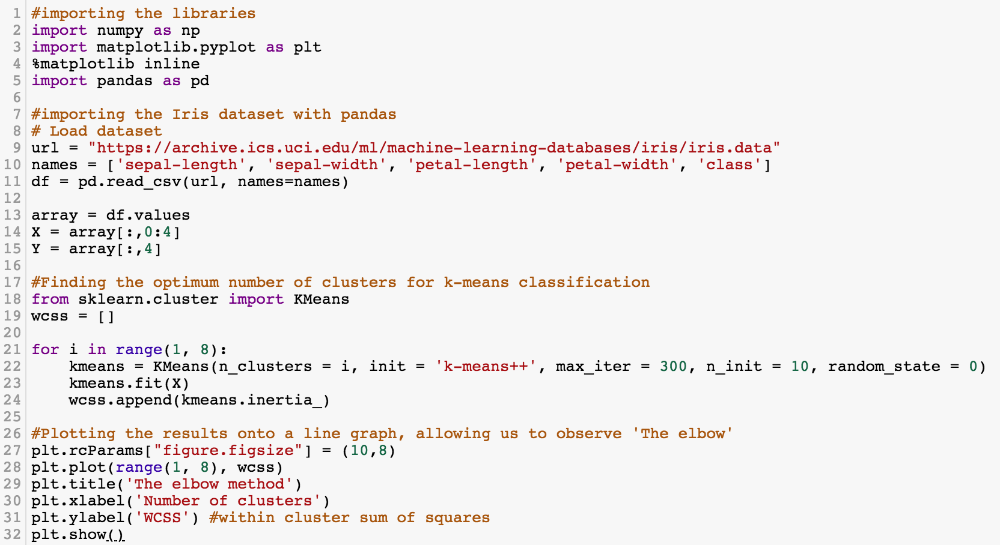 1 #importing the libraries
2 import numpy as np
3 import matplotlib.pyplot as plt
4 %matplotlib inline
5 import pandas as pd
6
7 #importing the Iris dataset with pandas
8 # Load dataset
9 url = "https://archive.ics.uci.edu/ml/machine-learning-databases/iris/iris.data"
10 names = ['sepal-length', 'sepal-width', 'petal-length', 'petal-width', 'class']
11 df = pd.read_csv(url, names=names)
12
13 array = df.values
14 X = array[:,0:4]
15 Y = array[:,4]
16
17 #Finding the optimum number of clusters for k-means classification
18 from sklearn.cluster import KMeans
19 wcss = []
20
21 for i in range(1, 8):
22     kmeans = KMeans(n_clusters = i, init = 'k-means++', max_iter = 300, n_init = 10, random_state = 0)
23     kmeans.fit(X)
24     wcss.append(kmeans.inertia_)
25
26 #Plotting the results onto a line graph, allowing us to observe 'The elbow'
27 plt.rcParams["figure.figsize"] = (10,8)
28 plt.plot(range(1, 8), wcss)
29 plt.title('The elbow method')
30 plt.xlabel('Number of clusters')
31 plt.ylabel('WCSS') #within cluster sum of squares
32 plt.show()